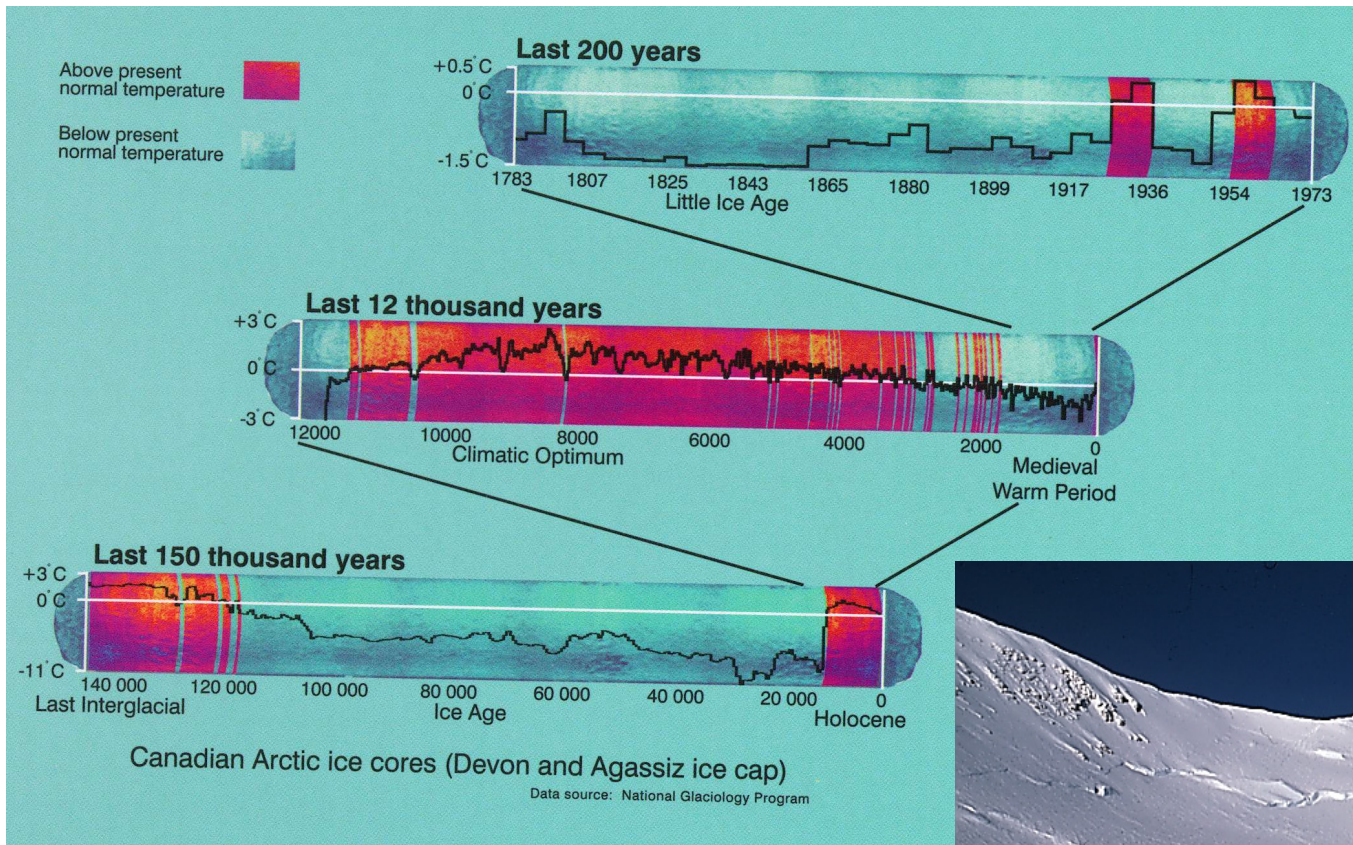 Above present
normal temperature
Below present
normal temperature
Last 200 years
+0.5°C
0°C
-1.5°C
1783 1807 1825 1843 1865 1880 1899 1917 1936 1954 1973
Little Ice Age
Last 12 thousand years
+3°C
0°C
-3°C
12000 10000 8000 6000 4000 2000 0
Climatic Optimum
Medieval
Warm Period
Last 150 thousand years
+3°C
0°C
-11°C
140 000 120 000 100 000 80 000 60 000 40 000 20 000 0
Last Interglacial Ice Age Holocene
Canadian Arctic ice cores (Devon and Agassiz ice cap)
Data source: National Glaciology Program